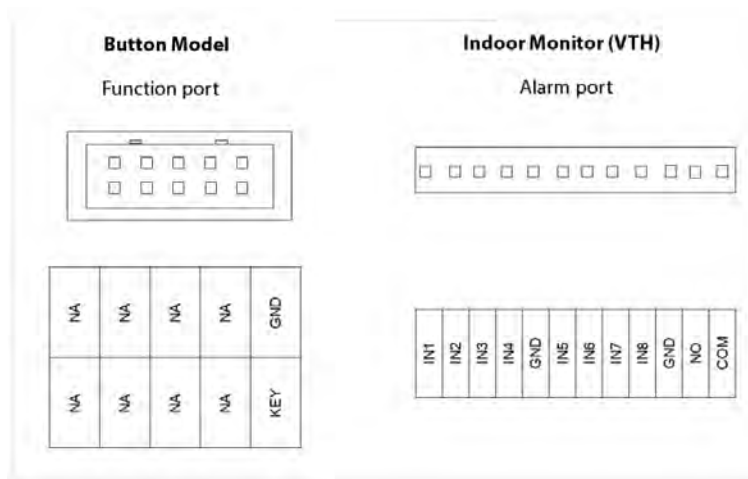 Button Model
Function port
NA NA NA NA GND
NA NA NA NA KEY
Indoor Monitor (VTH)
Alarm port
IN1 IN2 IN3 IN4 GND IN5 IN6 IN7 IN8 GND NO COM